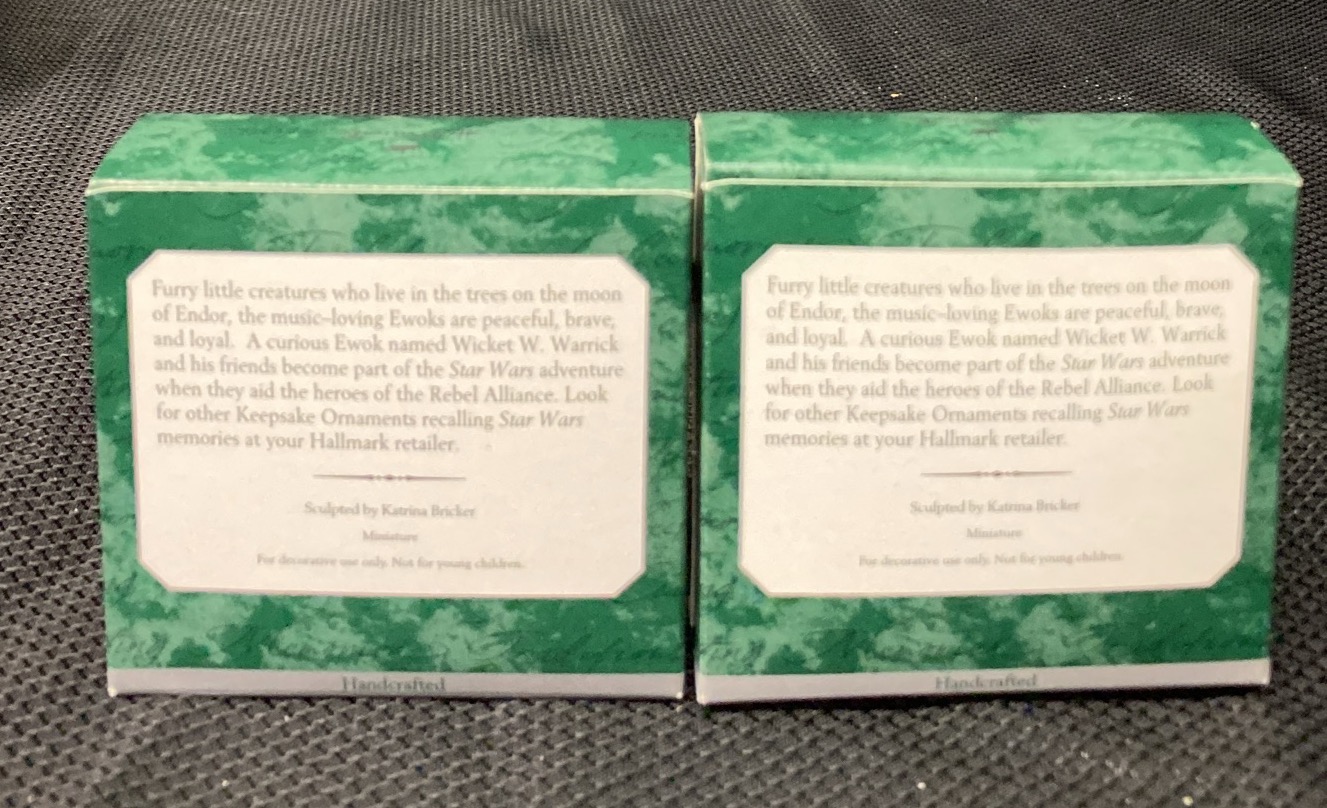 Furry little creatures who live in the trees on the moon
of Endor, the music-loving Ewoks are peaceful, brave,
and loyal. A curious Ewok named Wicket W. Warrick
and his friends become part of the Star Wars adventure
when they aid the heroes of the Rebel Alliance. Look
for other Keepsake Ornaments recalling Star Wars
memories at your Hallmark retailer.
Sculpted by Katrina Bricker
Miniature
For decorative use only. Not for young children.
Handcrafted
Furry little creatures who live in the trees on the moon
of Endor, the music-loving Ewoks are peaceful, brave,
and loyal. A curious Ewok named Wicket W. Warrick
and his friends become part of the Star Wars adventure
when they aid the heroes of the Rebel Alliance. Look
for other Keepsake Ornaments recalling Star Wars
memories at your Hallmark retailer.
Sculpted by Katrina Bricker
Miniature
For decorative use only. Not for young children.
Handcrafted